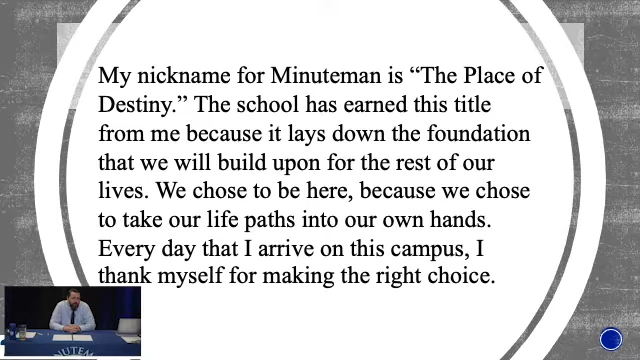 My nickname for Minuteman is “The Place of
Destiny.” The school has earned this title
from me because it lays down the foundation
that we will build upon for the rest of our
lives. We chose to be here, because we chose
to take our life paths into our own hands.
Every day that I arrive on this campus, I
thank myself for making the right choice.
NUTEM